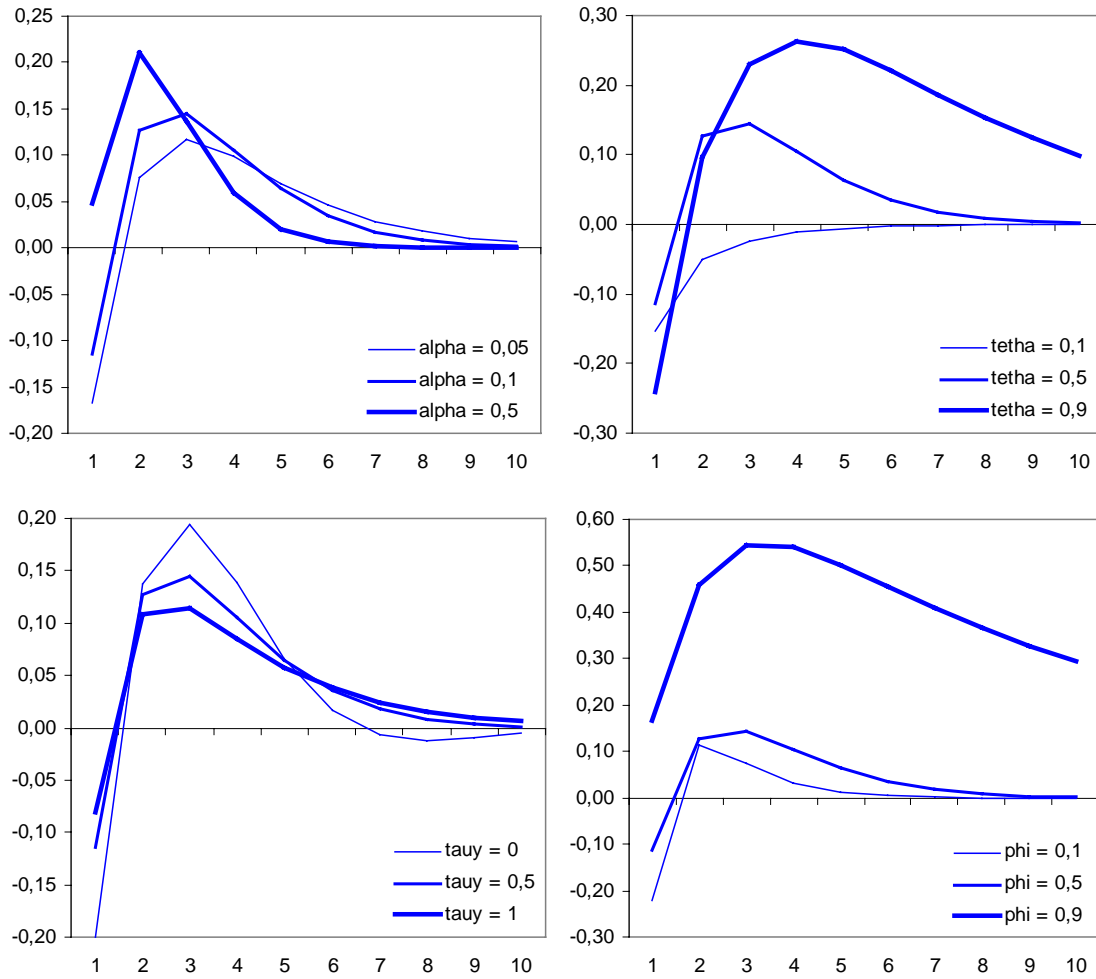 0,25
0,20
0,15
0,10
0,05
0,00
-0,05
-0,10
-0,15
-0,20
1 2 3 4 5 6 7 8 9 10
alpha = 0,05
alpha = 0,1
alpha = 0,5
0,30
0,20
0,10
0,00
-0,10
-0,20
-0,30
1 2 3 4 5 6 7 8 9 10
tetha = 0,1
tetha = 0,5
tetha = 0,9
0,20
0,15
0,10
0,05
0,00
-0,05
-0,10
-0,15
-0,20
1 2 3 4 5 6 7 8 9 10
tauy = 0
tauy = 0,5
tauy = 1
0,60
0,50
0,40
0,30
0,20
0,10
0,00
-0,10
-0,20
-0,30
1 2 3 4 5 6 7 8 9 10
phi = 0,1
phi = 0,5
phi = 0,9